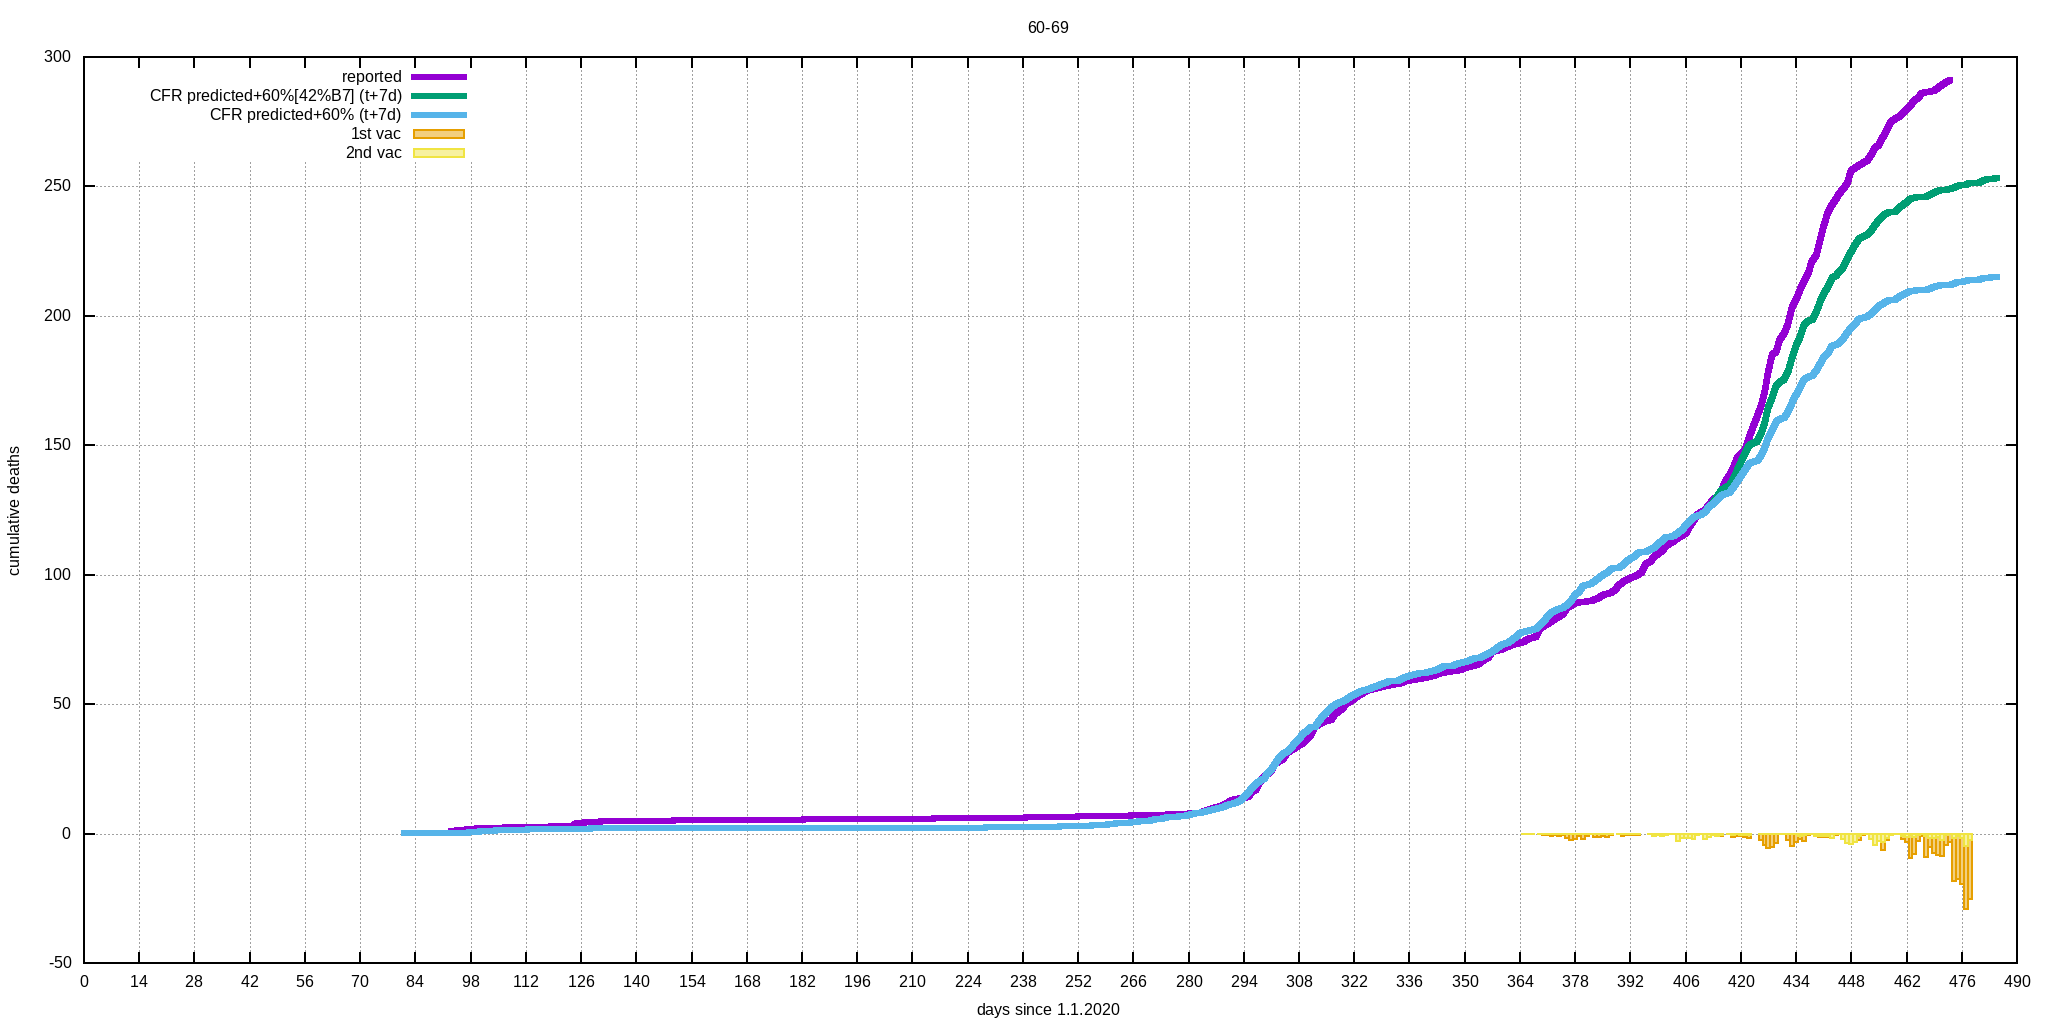 60-69
300
reported
CFR predicted+60%[42%B7] (t+7d)
CFR predicted+60% (t+7d)
1st vac
2nd vac
250
200
150
100
50
0
-50
cumulative deaths
0 14 28 42 56 70 84 98 112 126 140 154 168 182 196 210 224 238 252 266 280 294 308 322 336 350 364 378 392 406 420 434 448 462 476 490
days since 1.1.2020